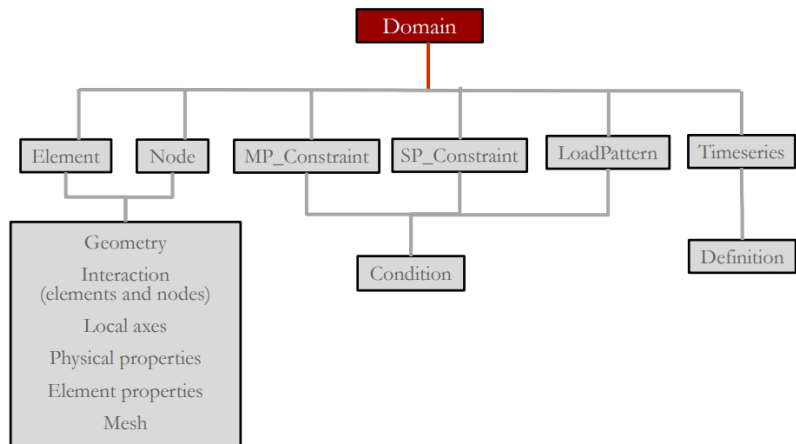 Domain
Element
Node
MP_Constraint
SP_Constraint
LoadPattern
Timeseries
Geometry
Interaction
(elements and nodes)
Local axes
Physical properties
Element properties
Mesh
Condition
Definition